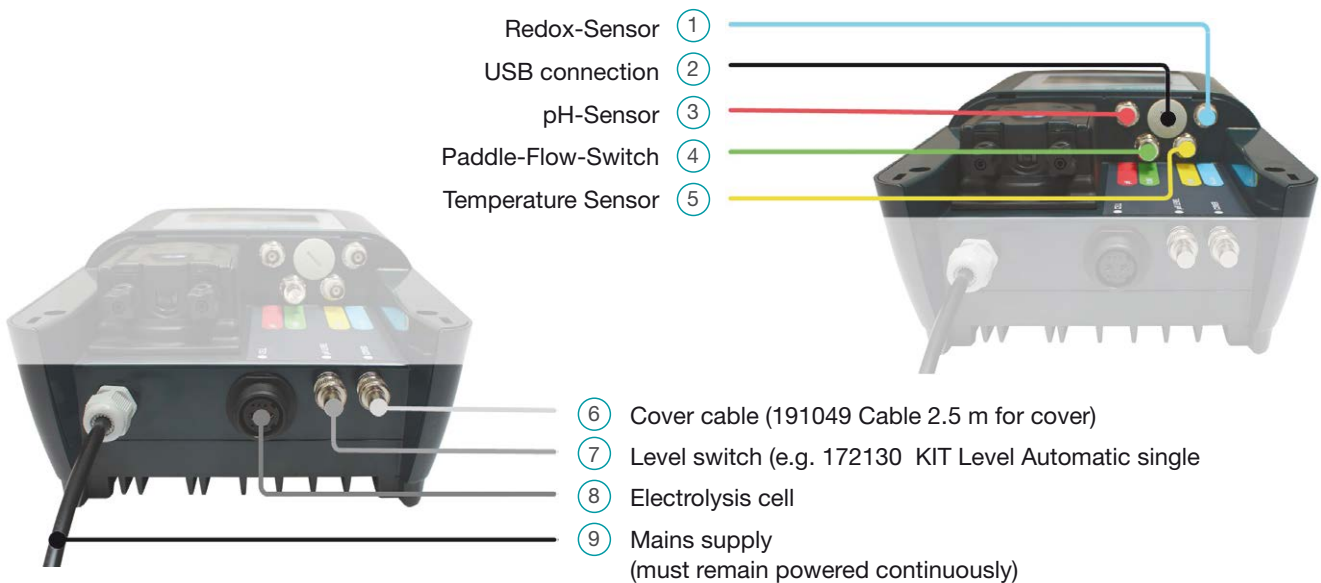 Redox-Sensor 1
USB connection 2
pH-Sensor 3
Paddle-Flow-Switch 4
Temperature Sensor 5
6 Cover cable (191049 Cable 2.5 m for cover)
7 Level switch (e.g. 172130 KIT Level Automatic single
8 Electrolysis cell
9 Mains supply
(must remain powered continuously)